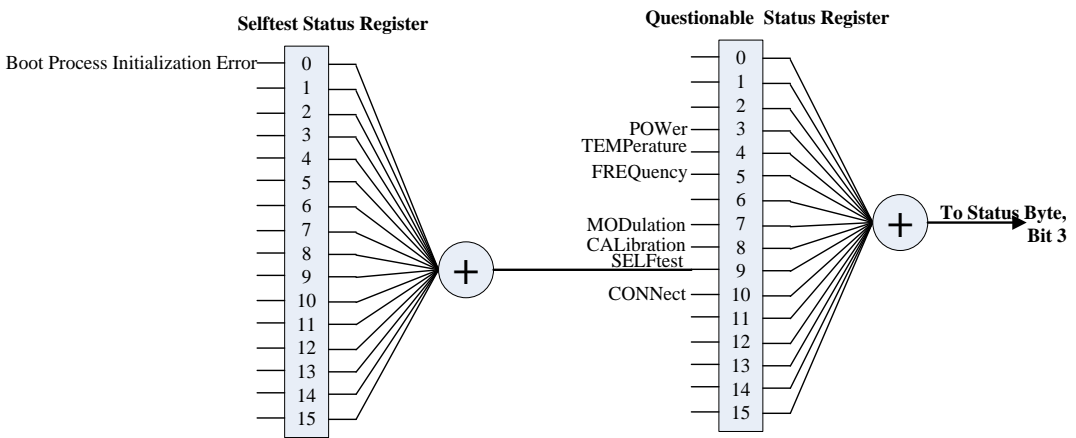 Selftest Status Register
Boot Process Initialization Error
0
1
2
3
4
5
6
7
8
9
10
11
12
13
14
15
+
Questionable Status Register
POWer
TEMPerature
FREQuency
MODulation
CALibration
SELFtest
CONNect
0
1
2
3
4
5
6
7
8
9
10
11
12
13
14
15
+
To Status Byte,
Bit 3